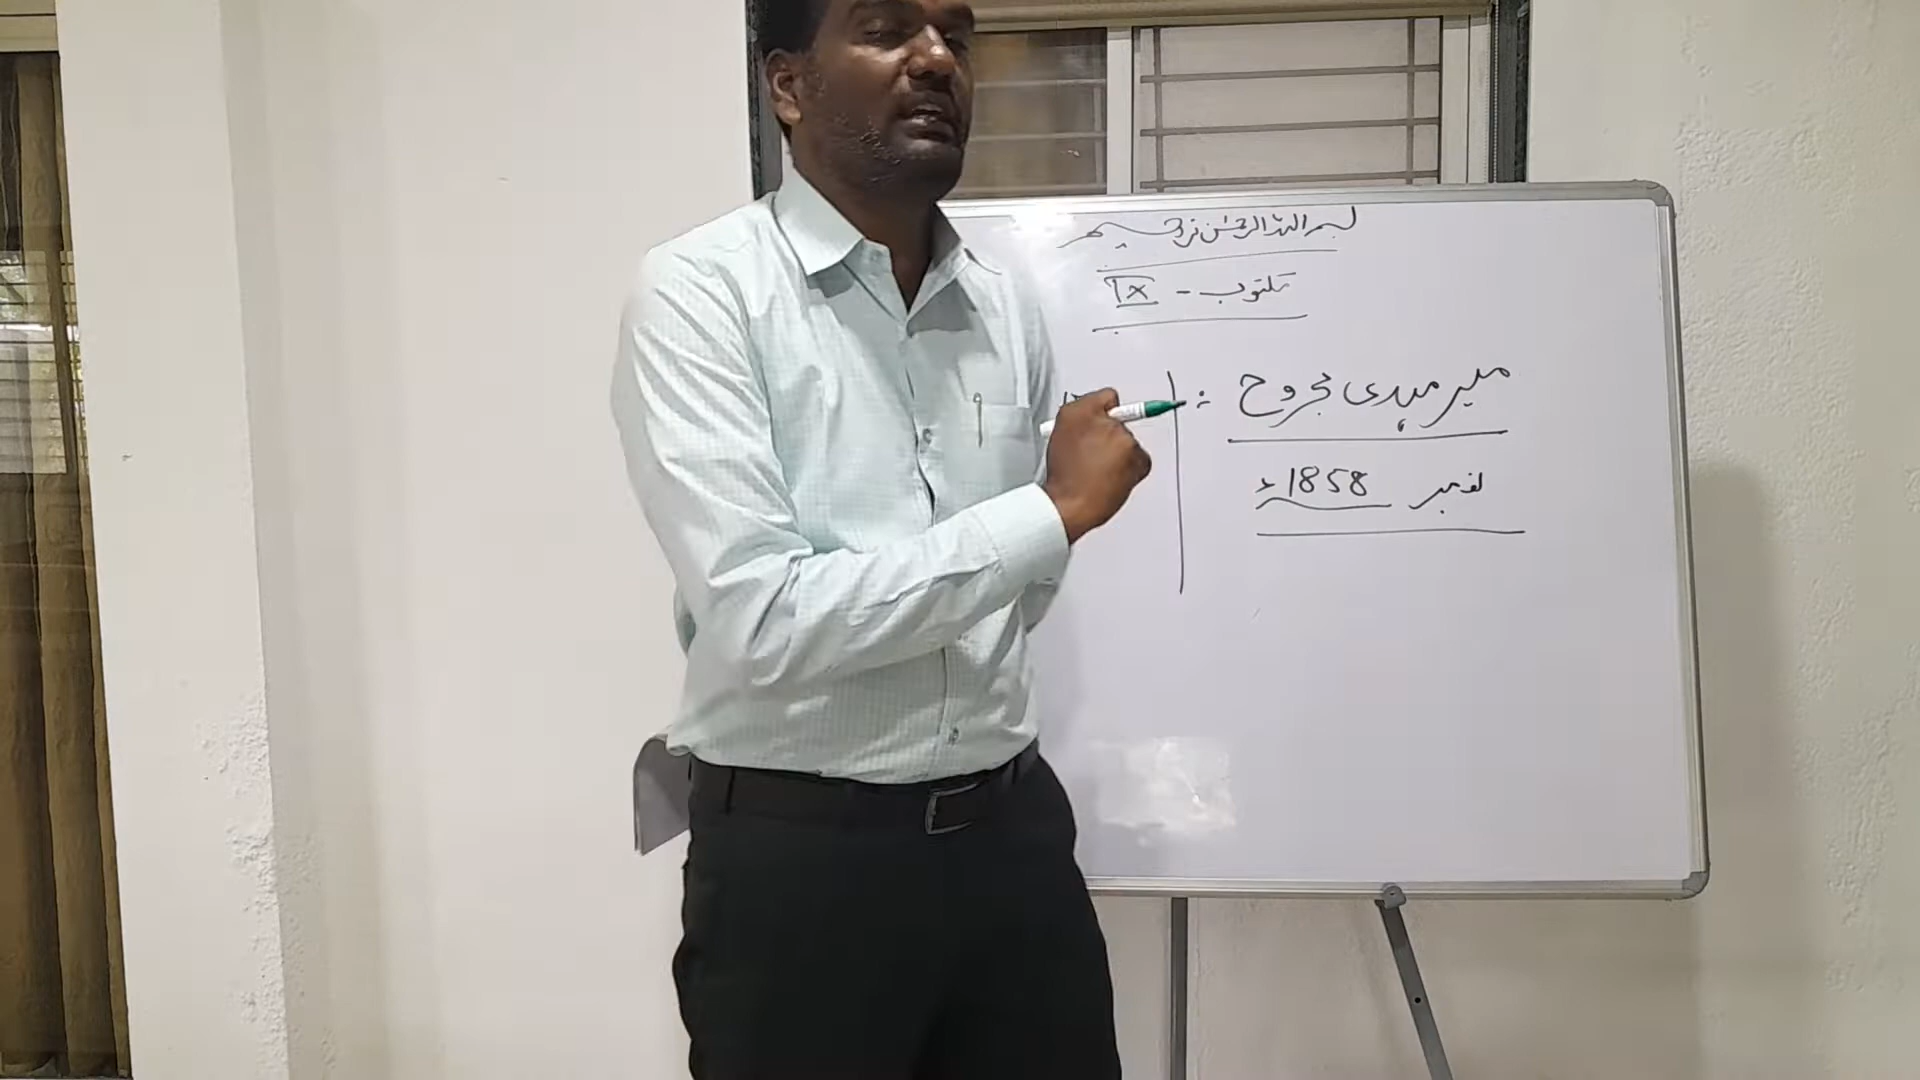 بسم اللہ الرحمٰن الرحیم
مکتوب - IX
میر مہدی مجروح :
نومبر 1858ء